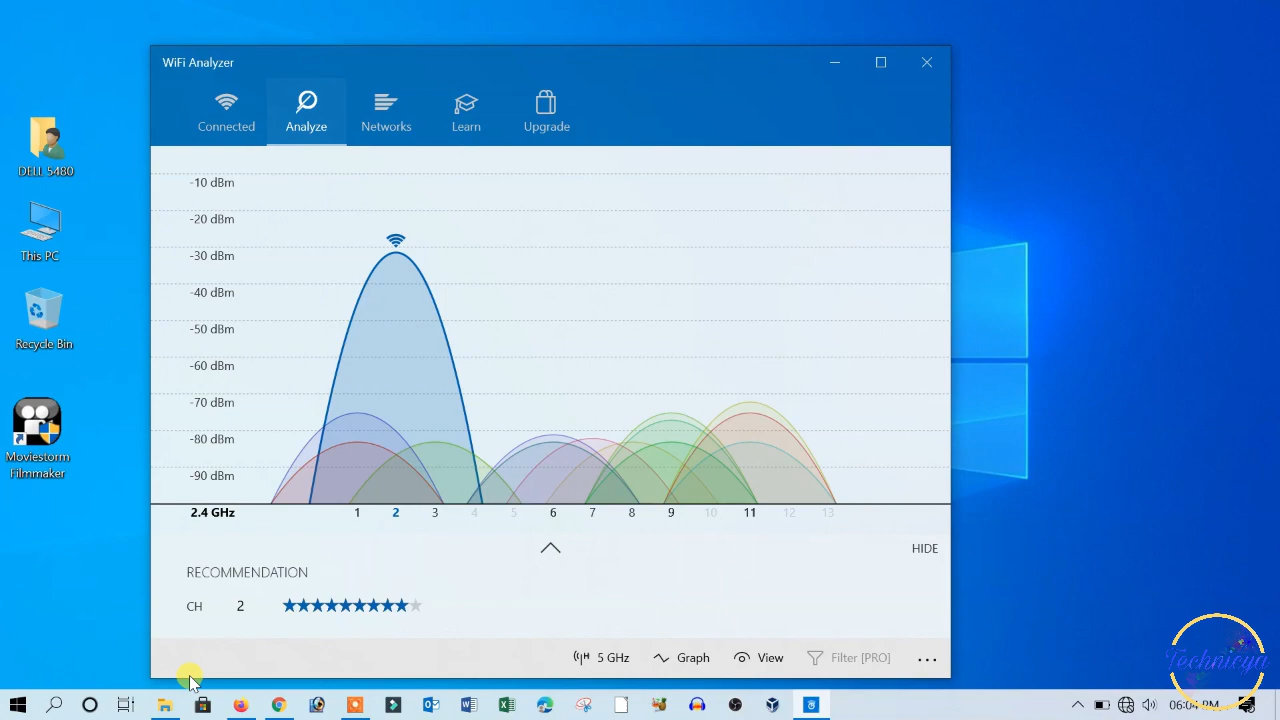 WiFi Analyzer
Connected
Analyze
Networks
Learn
Upgrade
DELL 5480
This PC
Recycle Bin
Moviestorm
Filmmaker
-10 dBm
-20 dBm
-30 dBm
-40 dBm
-50 dBm
-60 dBm
-70 dBm
-80 dBm
-90 dBm
2.4 GHz 1 2 3 4 5 6 7 8 9 10 11 12 13
HIDE
RECOMMENDATION
CH 2
5 GHz Graph View Filter [PRO]
Technicya
06:04 PM